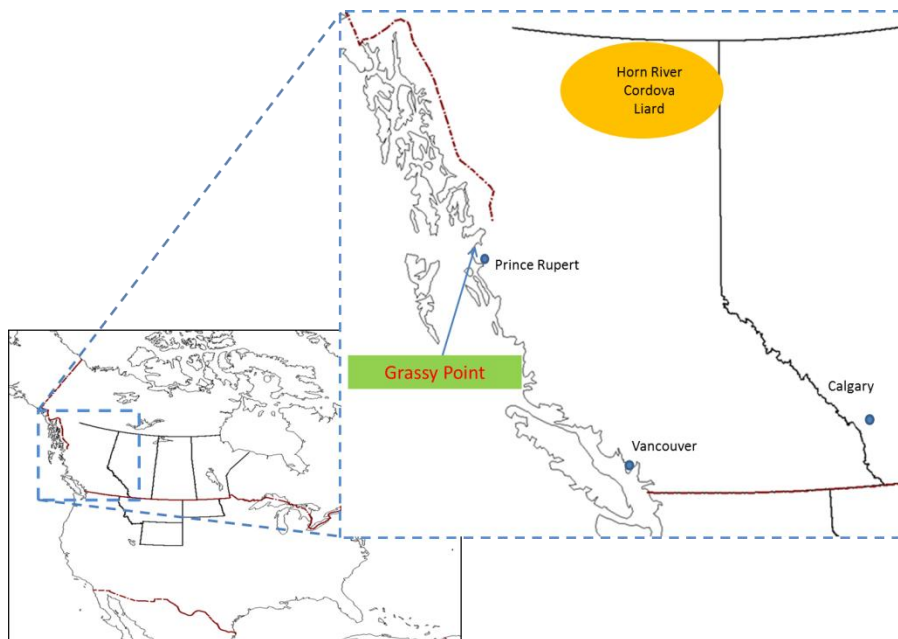 Horn River
Cordova
Liard
Prince Rupert
Grassy Point
Calgary
Vancouver